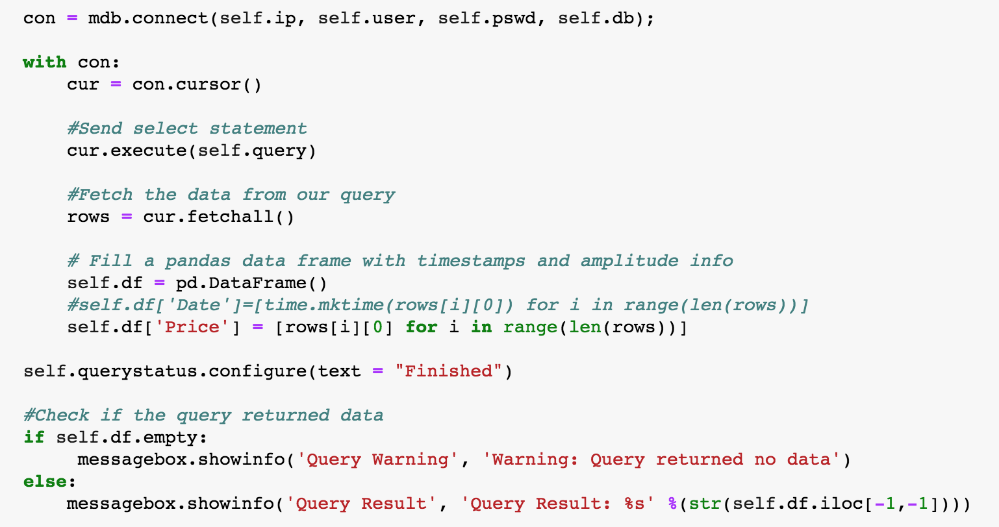 con = mdb.connect(self.ip, self.user, self.pswd, self.db);
with con:
    cur = con.cursor()
    #Send select statement
    cur.execute(self.query)
    #Fetch the data from our query
    rows = cur.fetchall()
    # Fill a pandas data frame with timestamps and amplitude info
    self.df = pd.DataFrame()
    #self.df['Date']=[time.mktime(rows[i][0]) for i in range(len(rows))]
    self.df['Price'] = [rows[i][0] for i in range(len(rows))]
self.querystatus.configure(text = "Finished")
#Check if the query returned data
if self.df.empty:
     messagebox.showinfo('Query Warning', 'Warning: Query returned no data')
else:
    messagebox.showinfo('Query Result', 'Query Result: %s' %(str(self.df.iloc[-1,-1])))